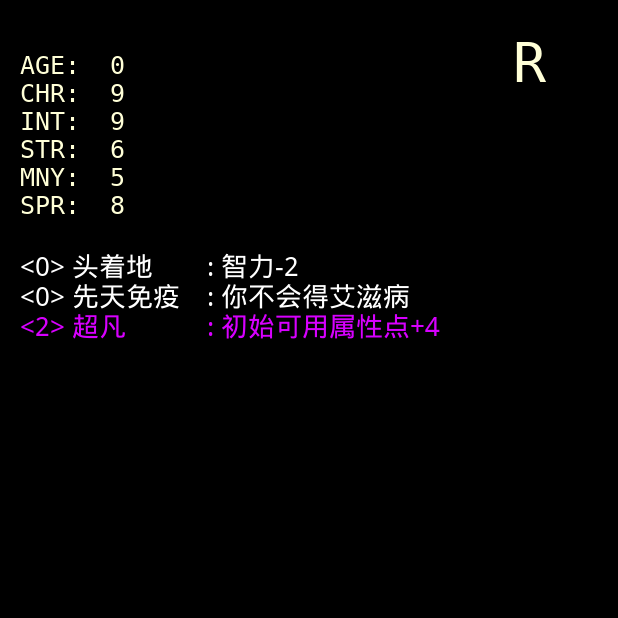 R
AGE: 0
CHR: 9
INT: 9
STR: 6
MNY: 5
SPR: 8
<0> 头着地 : 智力-2
<0> 先天免疫 : 你不会得艾滋病
<2> 超凡 : 初始可用属性点+4